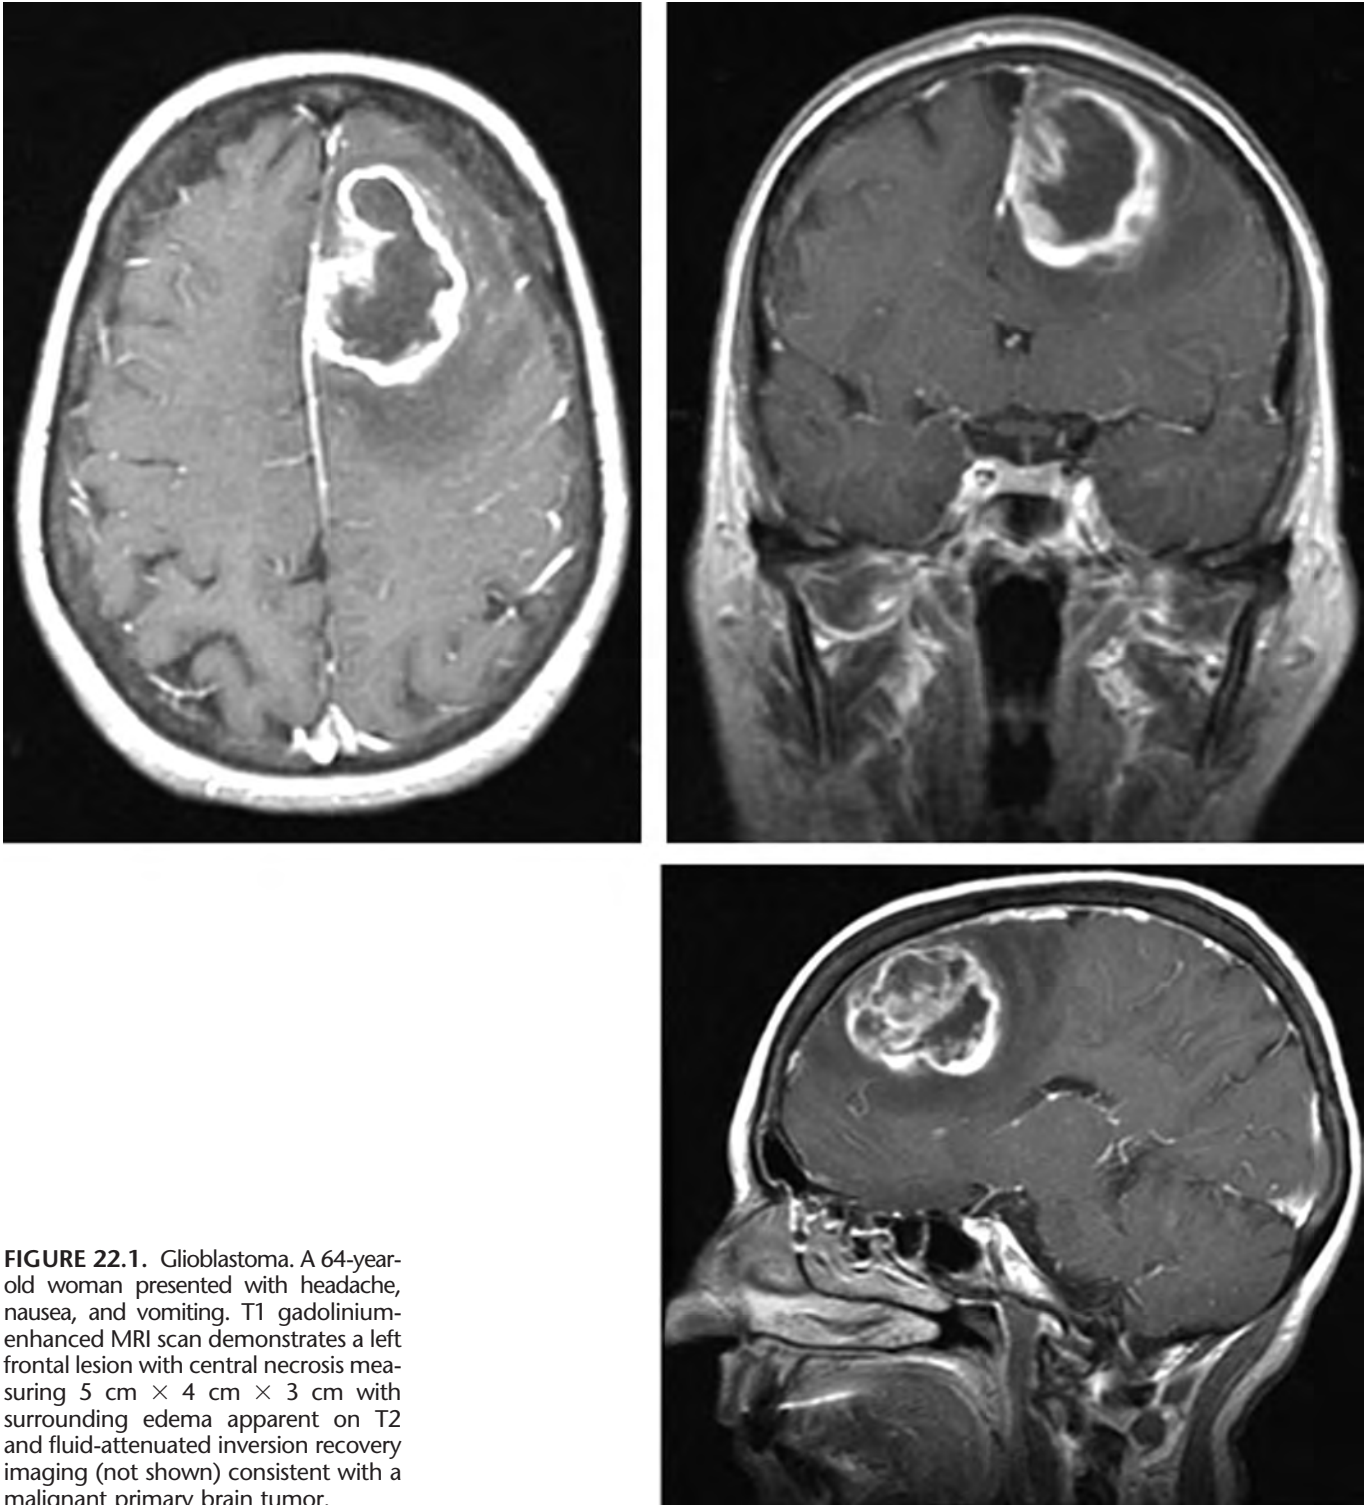 FIGURE 22.1. Glioblastoma. A 64-year-
old woman presented with headache,
nausea, and vomiting. T1 gadolinium-
enhanced MRI scan demonstrates a left
frontal lesion with central necrosis mea-
suring 5 cm × 4 cm × 3 cm with
surrounding edema apparent on T2
and fluid-attenuated inversion recovery
imaging (not shown) consistent with a
malignant primary brain tumor.